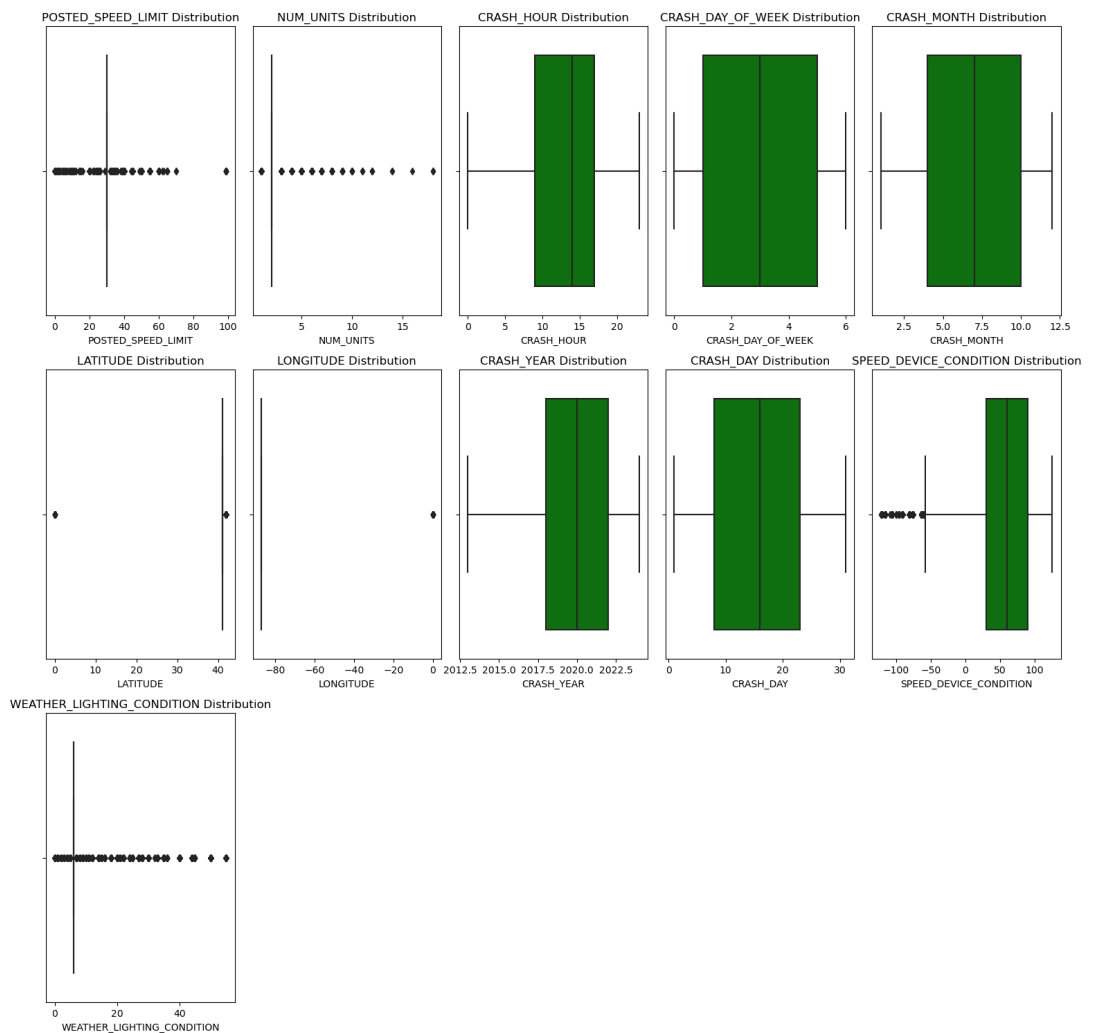 POSTED_SPEED_LIMIT Distribution
NUM_UNITS Distribution
CRASH_HOUR Distribution
CRASH_DAY_OF_WEEK Distribution
CRASH_MONTH Distribution
0 20 40 60 80 100
5 10 15
0 5 10 15 20
0 2 4 6
2.5 5.0 7.5 10.0 12.5
POSTED_SPEED_LIMIT
NUM_UNITS
CRASH_HOUR
CRASH_DAY_OF_WEEK
CRASH_MONTH
LATITUDE Distribution
LONGITUDE Distribution
CRASH_YEAR Distribution
CRASH_DAY Distribution
SPEED_DEVICE_CONDITION Distribution
0 10 20 30 40
−80 −60 −40 −20 0
2012.5 2015.0 2017.5 2020.0 2022.5
0 10 20 30
−100 −50 0 50 100
LATITUDE
LONGITUDE
CRASH_YEAR
CRASH_DAY
SPEED_DEVICE_CONDITION
WEATHER_LIGHTING_CONDITION Distribution
0 20 40
WEATHER_LIGHTING_CONDITION